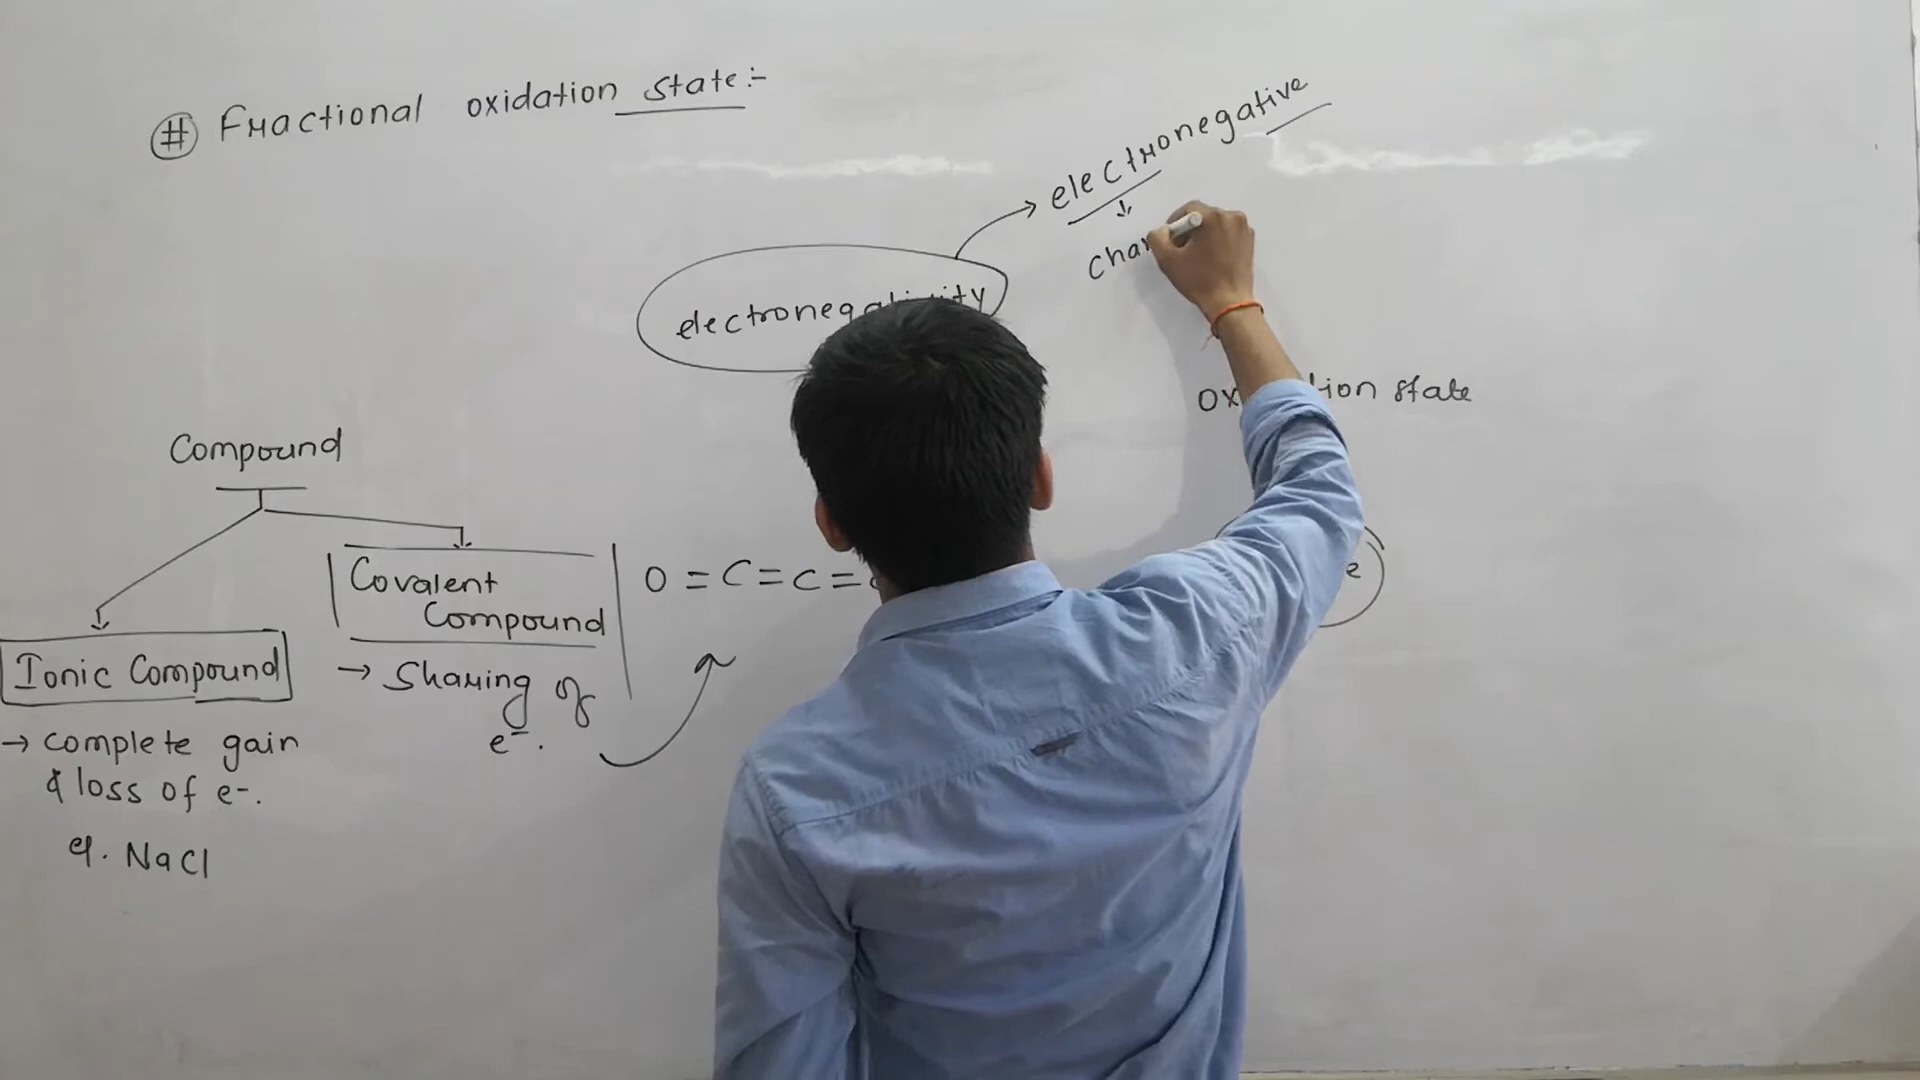 # Fractional oxidation state :-
electronegative
electronegativity
oxidation state
Compound
Covalent
Compound
O = C = C =
Ionic Compound
→ Sharing of
e-.
→ complete gain
& loss of e-.
eg. NaCl